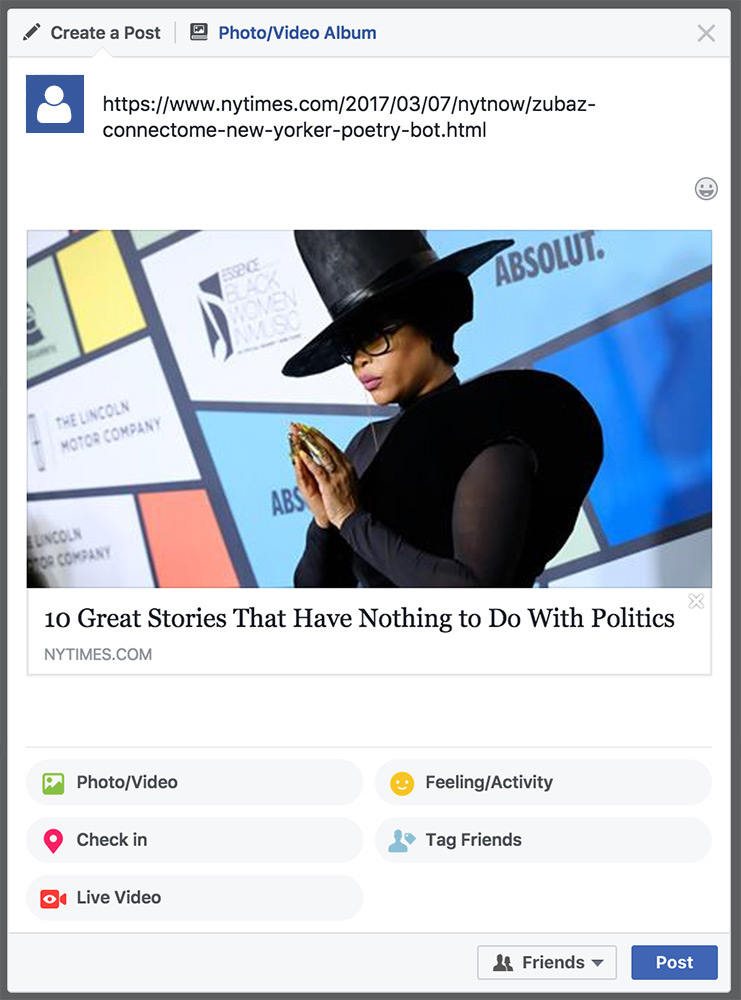 Create a Post
Photo/Video Album
https://www.nytimes.com/2017/03/07/nytnow/zubaz-
connectome-new-yorker-poetry-bot.html
ESSENCE
BLACK
WOMEN
IN MUSIC
ABSOLUT.
THE LINCOLN
MOTOR COMPANY
ABS
E LINCOLN
TOR COMPANY
10 Great Stories That Have Nothing to Do With Politics
NYTIMES.COM
Photo/Video
Feeling/Activity
Check in
Tag Friends
Live Video
Friends
Post